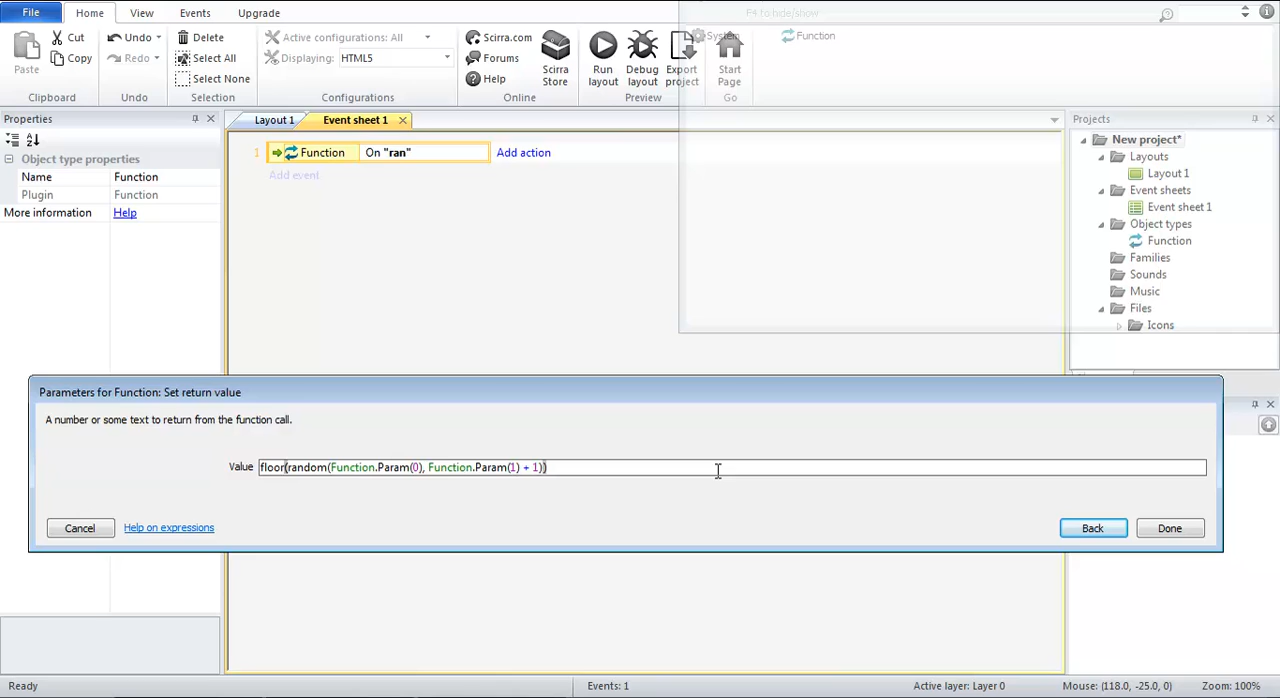 File Home View Events Upgrade F4 to hide/show
Paste Cut Copy Undo Redo Delete Select All Select None Active configurations: All Displaying: HTML5 Scirra.com Forums Help Scirra Store Run layout Debug layout Export project Start Page System Function
Clipboard Undo Selection Configurations Online Preview Go
Properties
Object type properties
Name Function
Plugin Function
More information Help
Layout 1 Event sheet 1
1 Function On "ran" Add action
Add event
Projects
New project*
Layouts
Layout 1
Event sheets
Event sheet 1
Object types
Function
Families
Sounds
Music
Files
Icons
Parameters for Function: Set return value
A number or some text to return from the function call.
Value floor(random(Function.Param(0), Function.Param(1) + 1))
Cancel Help on expressions Back Done
Ready Events: 1 Active layer: Layer 0 Mouse: (118.0, -25.0, 0) Zoom: 100%